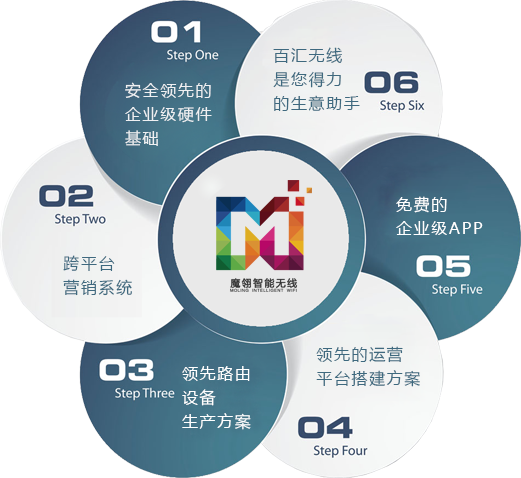 01
Step One
安全领先的
企业级硬件
基础
02
Step Two
跨平台
营销系统
03
Step Three
领先路由
设备
生产方案
04
Step Four
领先的运营
平台搭建方案
05
Step Five
免费的
企业级APP
06
Step Six
百汇无线
是您得力
的生意助手
魔翎智能无线
MOLING INTELLIGENT WIFI